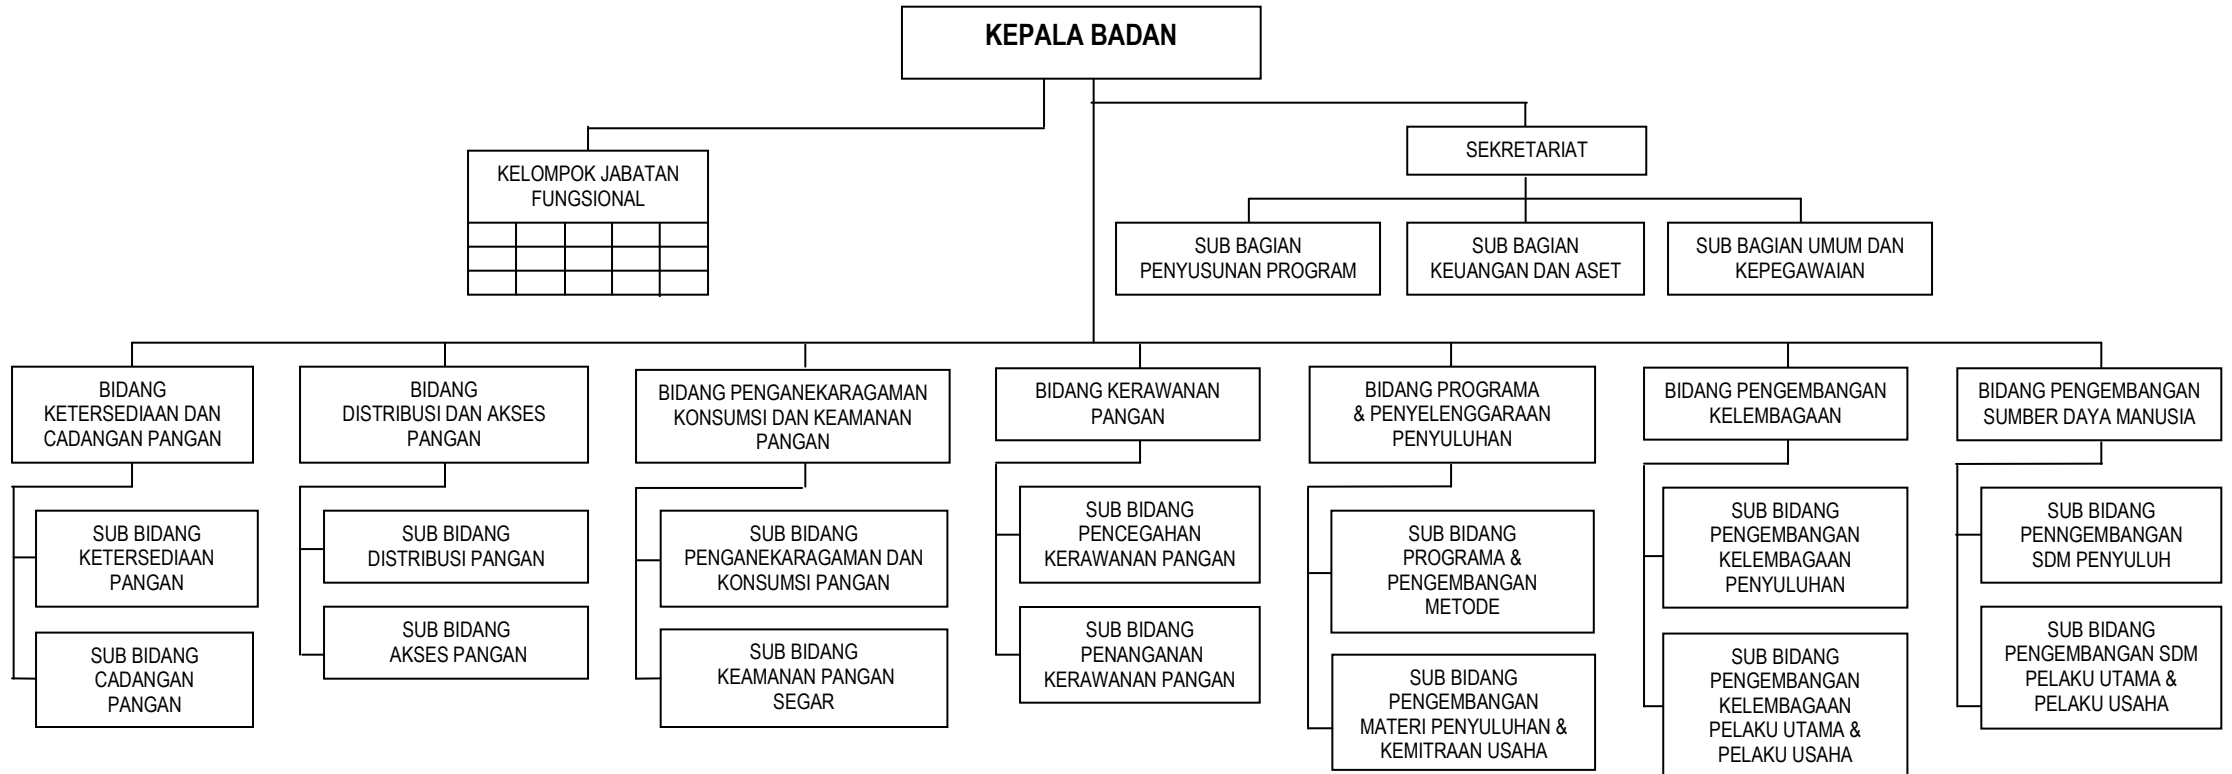 KEPALA BADAN
KELOMPOK JABATAN
FUNGSIONAL
SEKRETARIAT
SUB BAGIAN
PENYUSUNAN PROGRAM
SUB BAGIAN
KEUANGAN DAN ASET
SUB BAGIAN UMUM DAN
KEPEGAWAIAN
BIDANG
KETERSEDIAAN DAN
CADANGAN PANGAN
BIDANG
DISTRIBUSI DAN AKSES
PANGAN
BIDANG PENGANEKARAGAMAN
KONSUMSI DAN KEAMANAN
PANGAN
BIDANG KERAWANAN
PANGAN
BIDANG PROGRAMA
& PENYELENGGARAAN
PENYULUHAN
BIDANG PENGEMBANGAN
KELEMBAGAAN
BIDANG PENGEMBANGAN
SUMBER DAYA MANUSIA
SUB BIDANG
KETERSEDIAAN
PANGAN
SUB BIDANG
CADANGAN
PANGAN
SUB BIDANG
DISTRIBUSI PANGAN
SUB BIDANG
AKSES PANGAN
SUB BIDANG
PENGANEKARAGAMAN DAN
KONSUMSI PANGAN
SUB BIDANG
KEAMANAN PANGAN
SEGAR
SUB BIDANG
PENCEGAHAN
KERAWANAN PANGAN
SUB BIDANG
PENANGANAN
KERAWANAN PANGAN
SUB BIDANG
PROGRAMA &
PENGEMBANGAN
METODE
SUB BIDANG
PENGEMBANGAN
MATERI PENYULUHAN &
KEMITRAAN USAHA
SUB BIDANG
PENGEMBANGAN
KELEMBAGAAN
PENYULUHAN
SUB BIDANG
PENGEMBANGAN
KELEMBAGAAN
PELAKU UTAMA &
PELAKU USAHA
SUB BIDANG
PENNGEMBANGAN
SDM PENYULUH
SUB BIDANG
PENGEMBANGAN SDM
PELAKU UTAMA &
PELAKU USAHA